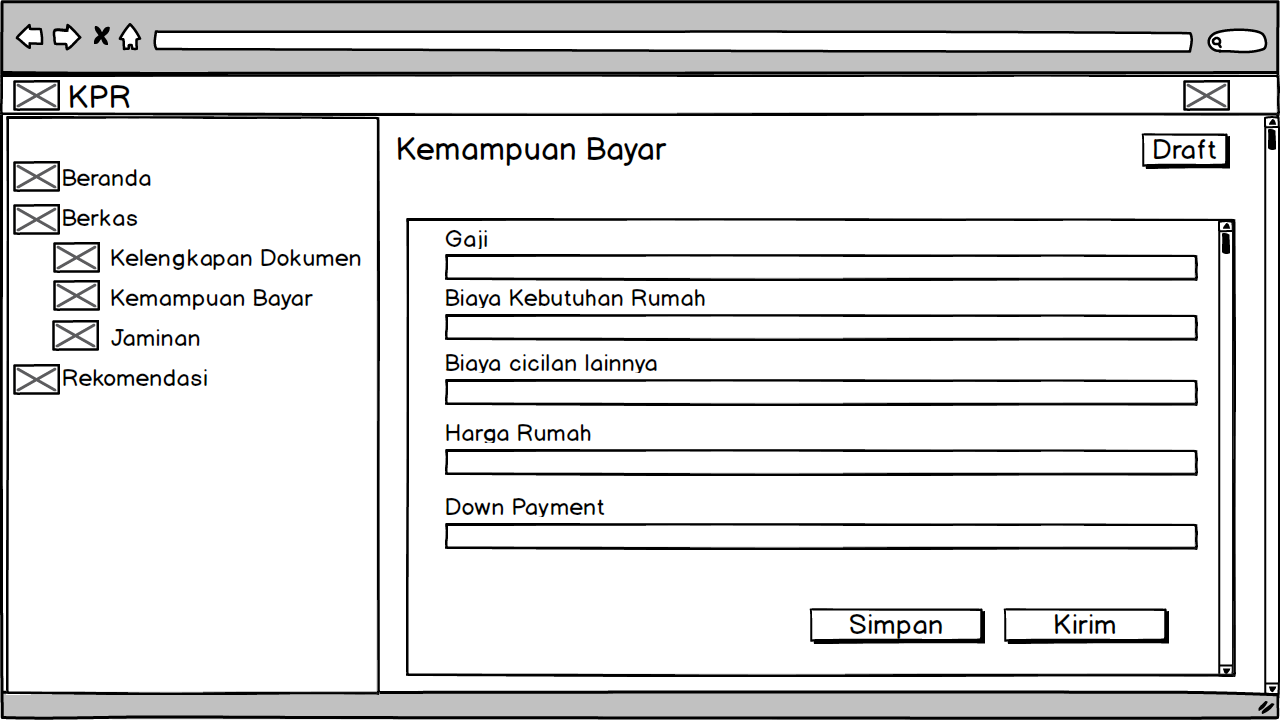 KPR
Beranda
Berkas
Kelengkapan Dokumen
Kemampuan Bayar
Jaminan
Rekomendasi
Kemampuan Bayar
Draft
Gaji
Biaya Kebutuhan Rumah
Biaya cicilan lainnya
Harga Rumah
Down Payment
Simpan
Kirim